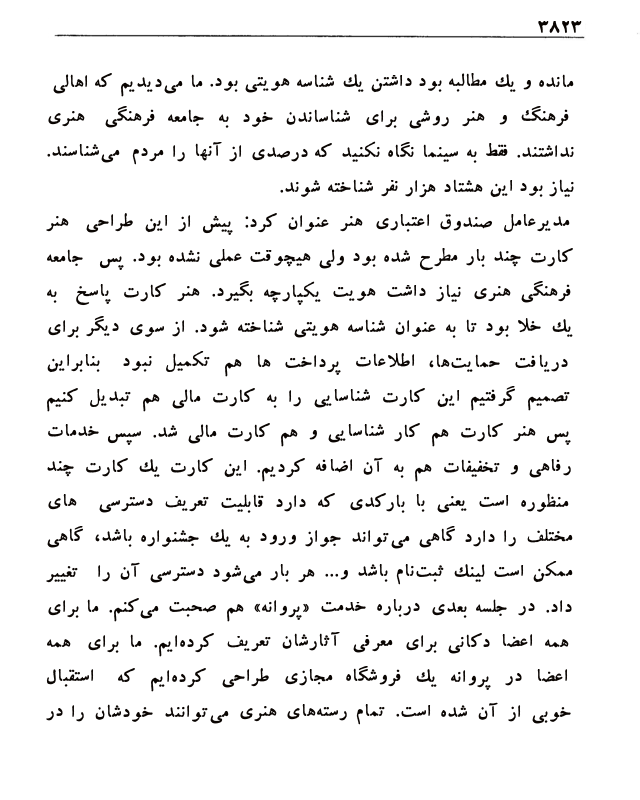 ۳۸۲۳
مانده و یك مطالبه بود داشتن یك شناسه هویتی بود. ما می‌دیدیم که اهالی
فرهنگ و هنر روشی برای شناساندن خود به جامعه فرهنگی هنری
نداشتند. فقط به سینما نگاه نکنید که درصدی از آنها را مردم می‌شناسند.
نیاز بود این هشتاد هزار نفر شناخته شوند.
مدیرعامل صندوق اعتباری هنر عنوان کرد: پیش از این طراحی هنر
کارت چند بار مطرح شده بود ولی هیچوقت عملی نشده بود. پس جامعه
فرهنگی هنری نیاز داشت هویت یکپارچه بگیرد. هنر کارت پاسخ به
یك خلا بود تا به عنوان شناسه هویتی شناخته شود. از سوی دیگر برای
دریافت حمایت‌ها، اطلاعات پرداخت ها هم تکمیل نبود بنابراین
تصمیم گرفتیم این کارت شناسایی را به کارت مالی هم تبدیل کنیم
پس هنر کارت هم کار شناسایی و هم کارت مالی شد. سپس خدمات
رفاهی و تخفیفات هم به آن اضافه کردیم. این کارت یك کارت چند
منظوره است یعنی با بارکدی که دارد قابلیت تعریف دسترسی های
مختلف را دارد گاهی می‌تواند جواز ورود به یك جشنواره باشد، گاهی
ممکن است لینك ثبت‌نام باشد و... هر بار می‌شود دسترسی آن را تغییر
داد. در جلسه بعدی درباره خدمت «پروانه» هم صحبت می‌کنم. ما برای
همه اعضا دکانی برای معرفی آثارشان تعریف کرده‌ایم. ما برای همه
اعضا در پروانه یك فروشگاه مجازی طراحی کرده‌ایم که استقبال
خوبی از آن شده است. تمام رسته‌های هنری می‌توانند خودشان را در